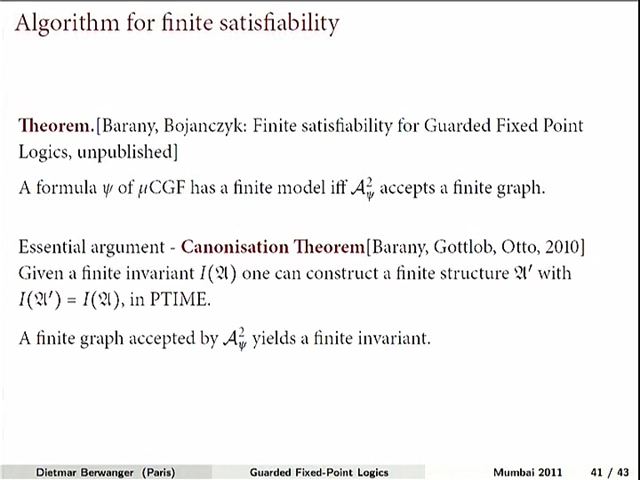 Algorithm for finite satisfiability
Theorem.[Barany, Bojanczyk: Finite satisfiability for Guarded Fixed Point
Logics, unpublished]
A formula ψ of μCGF has a finite model iff 𝒜²_ψ accepts a finite graph.
Essential argument - Canonisation Theorem[Barany, Gottlob, Otto, 2010]
Given a finite invariant I(𝔄) one can construct a finite structure 𝔄′ with
I(𝔄′) = I(𝔄), in PTIME.
A finite graph accepted by 𝒜²_ψ yields a finite invariant.
Dietmar Berwanger (Paris) Guarded Fixed-Point Logics Mumbai 2011 41 / 43